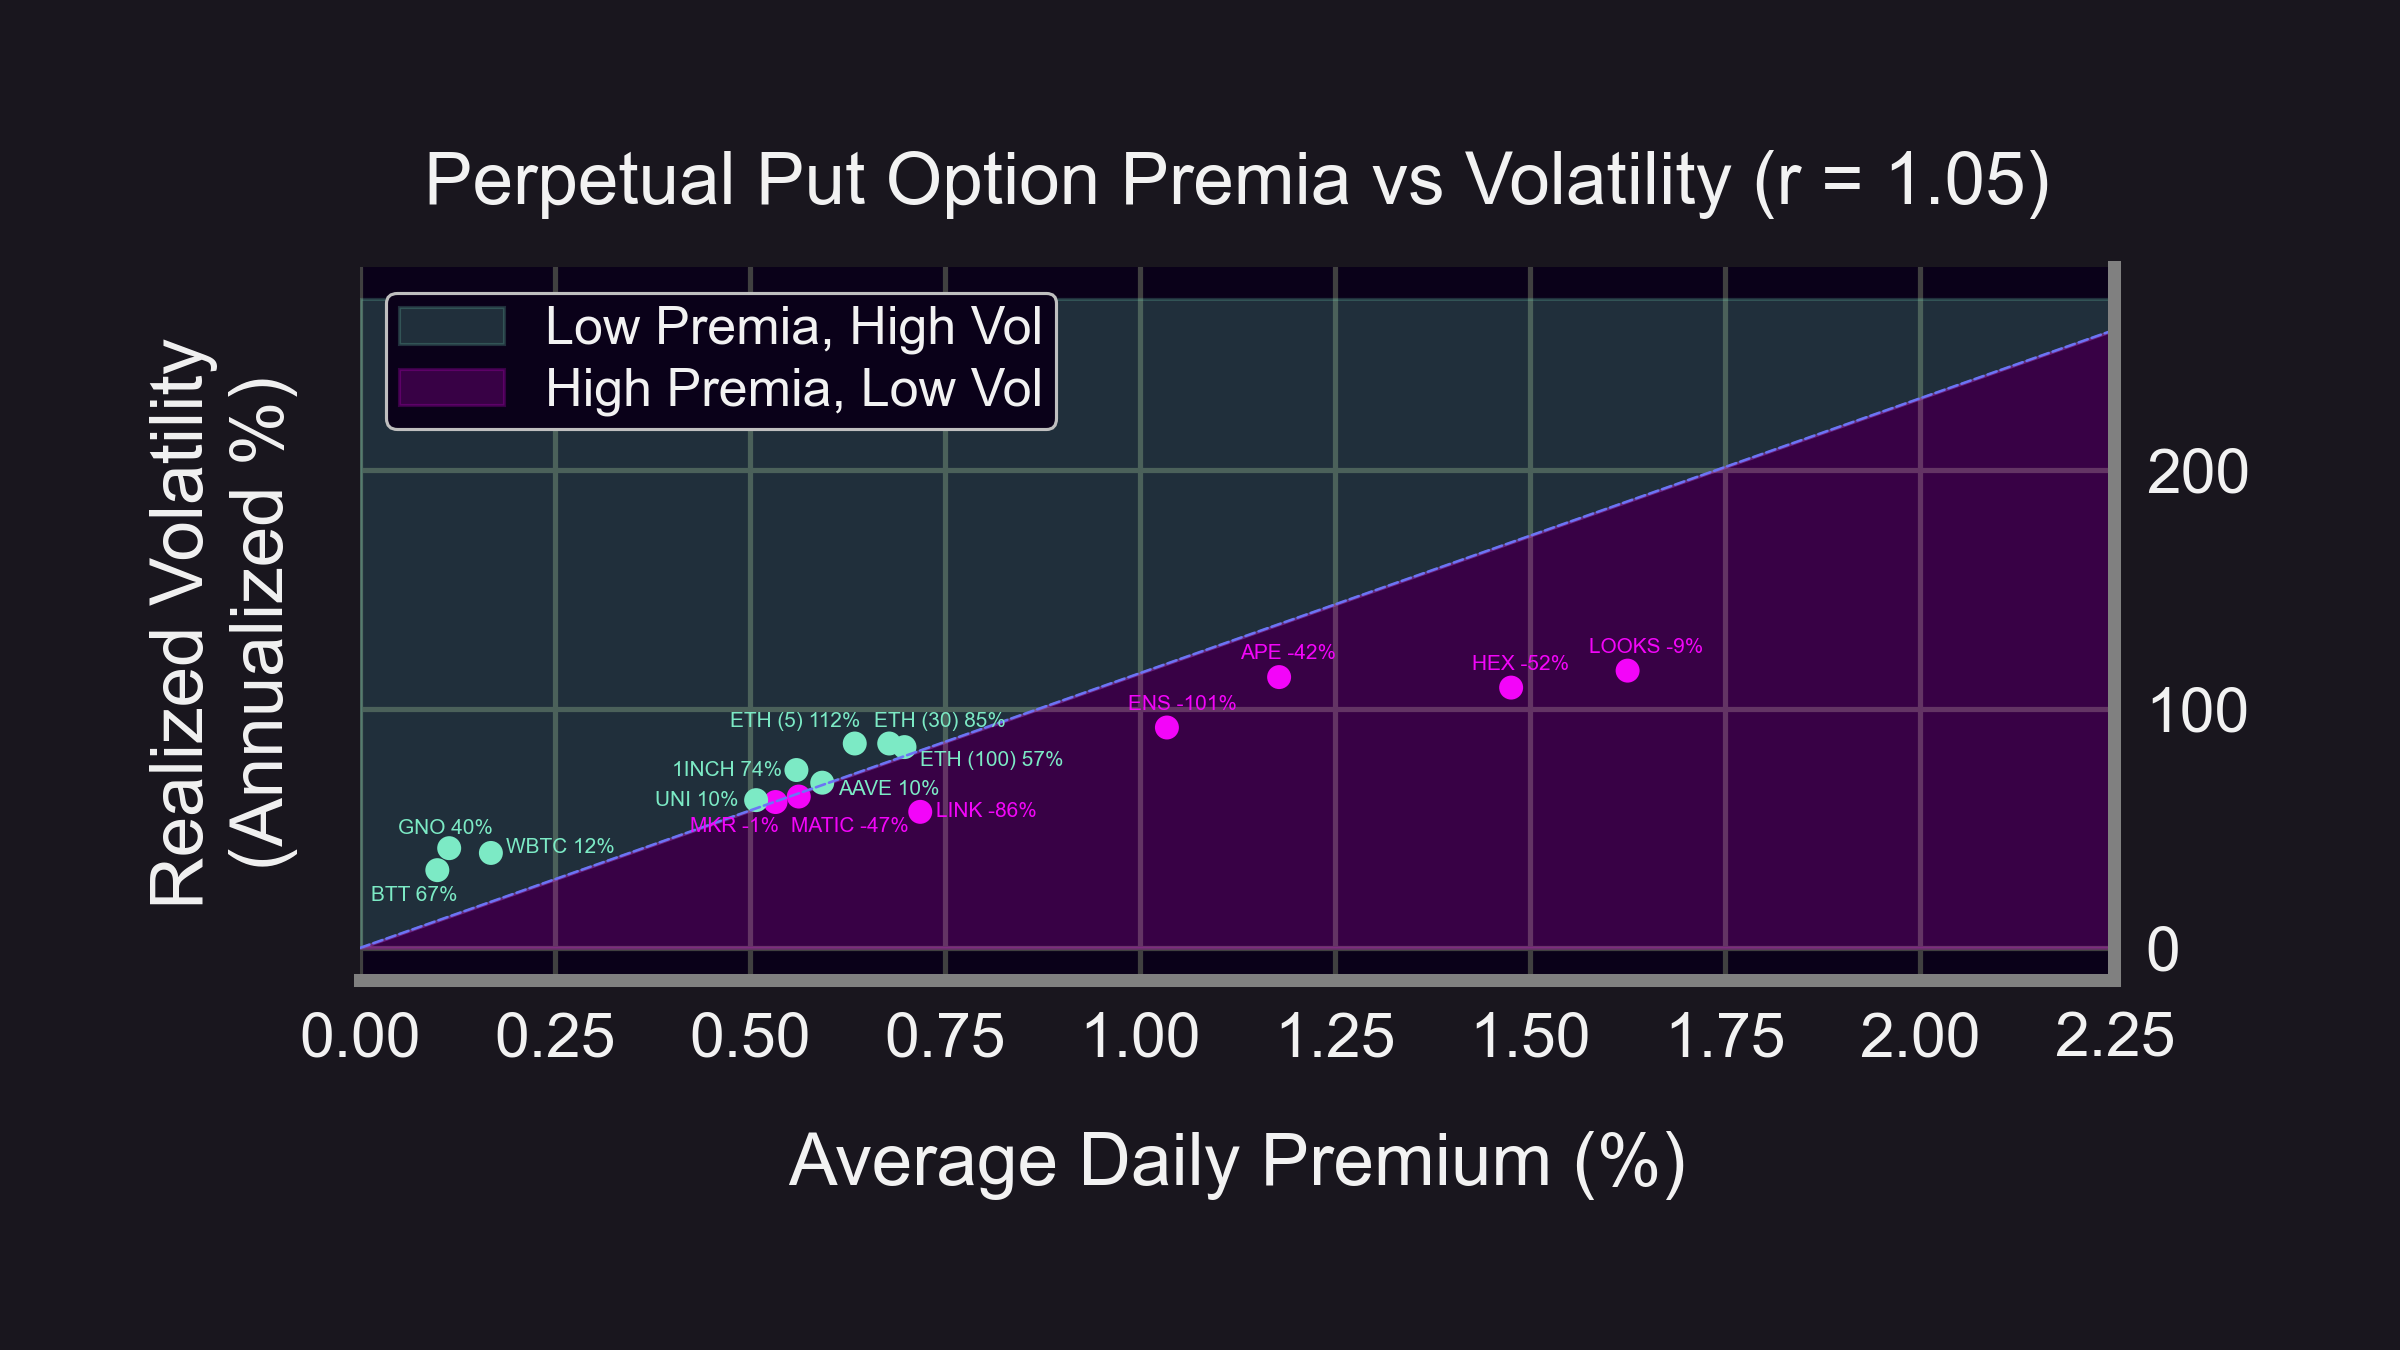 Perpetual Put Option Premia vs Volatility (r = 1.05)
Low Premia, High Vol
High Premia, Low Vol
Realized Volatility
(Annualized %)
200
100
0
LOOKS -9%
APE -42%
HEX -52%
ENS -101%
ETH (5) 112%
ETH (30) 85%
ETH (100) 57%
1INCH 74%
AAVE 10%
UNI 10%
LINK -86%
MKR -1%
MATIC -47%
GNO 40%
WBTC 12%
BTT 67%
0.00 0.25 0.50 0.75 1.00 1.25 1.50 1.75 2.00 2.25
Average Daily Premium (%)